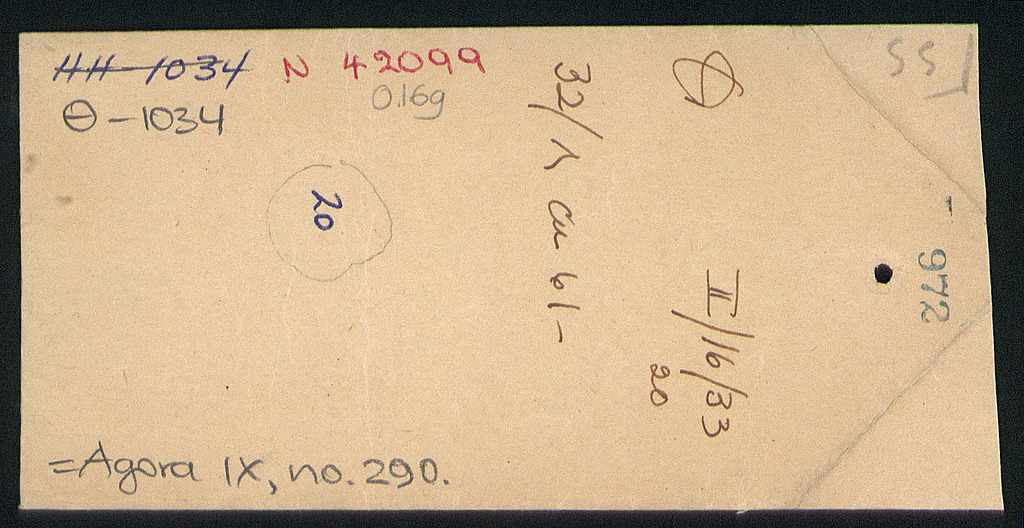 HH-1034 N 42099
Θ-1034 0.16g
20
32/Λ cu 61-
Θ
II/16/33
20
SST
- 972
=Agora IX, no. 290.